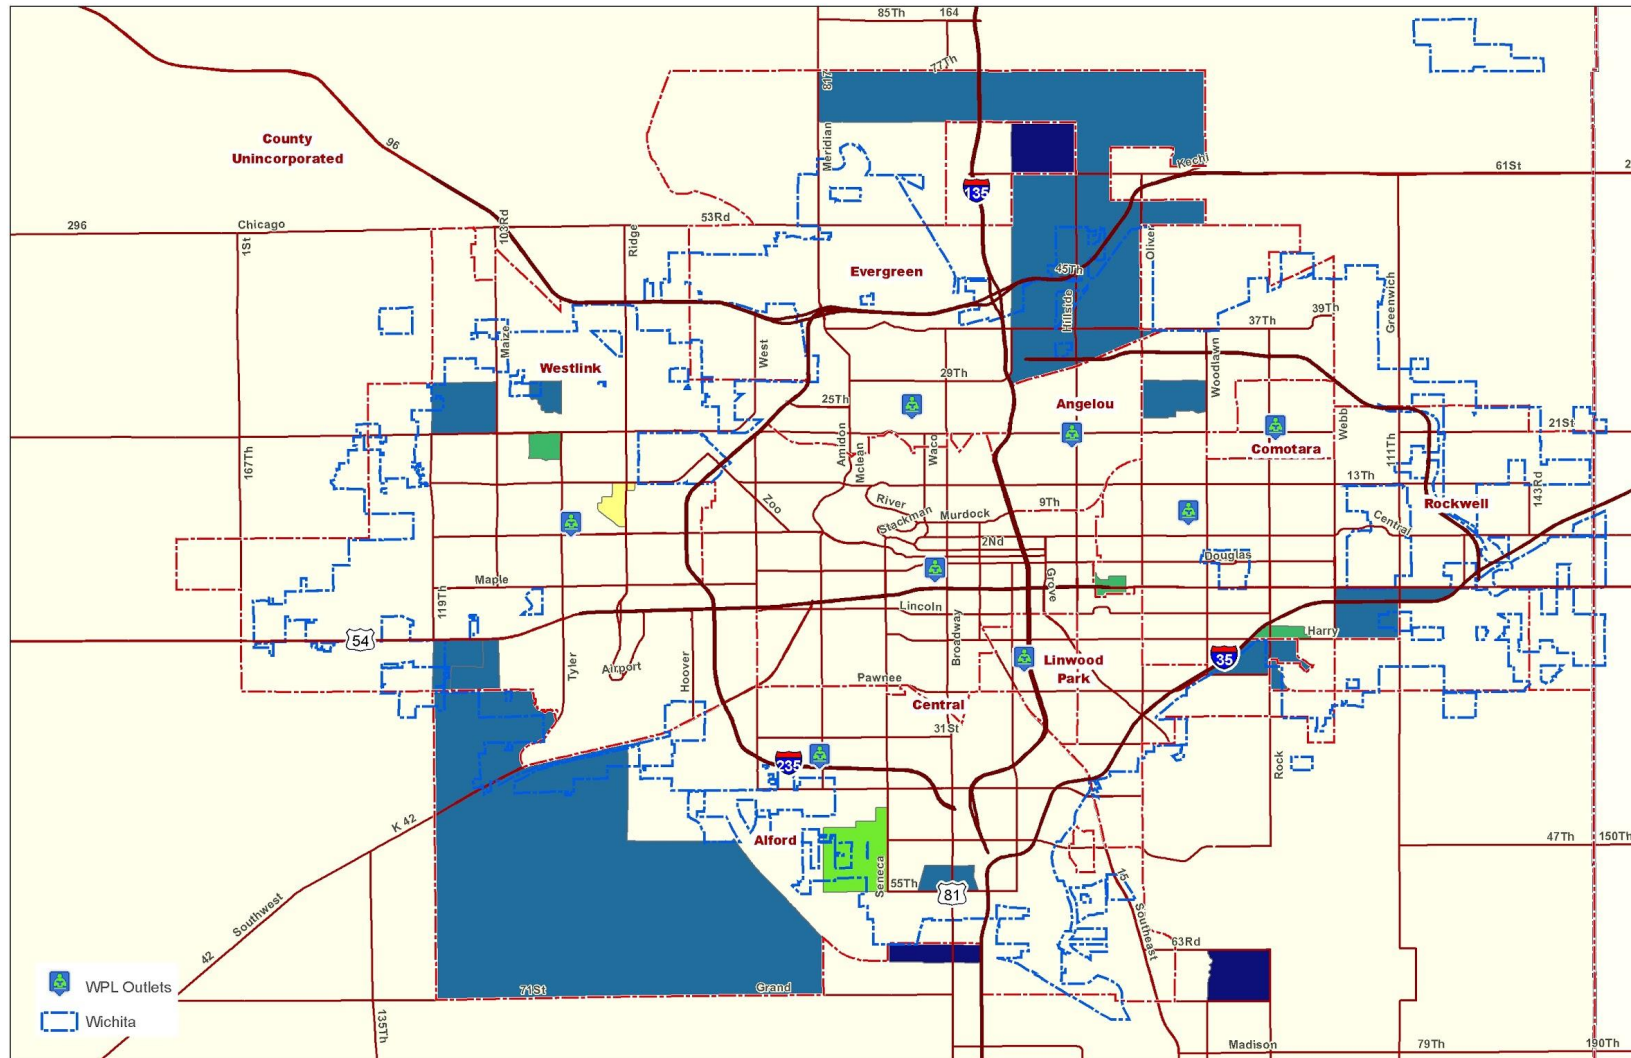 85Th
164
77Th
817
County
Unincorporated
96
Meridian
135
Kechi
61St
2
296
Chicago
1St
103Rd
Ridge
53Rd
Oliver
Evergreen
45Th
Hillside
Greenwich
39Th
37Th
Maize
West
Woodlawn
Westlink
29Th
25Th
Angelou
Webb
21St
167Th
Amidon
Mclean
Waco
Comotara
111Th
143Rd
13Th
Zoo
River
Stackman
Murdock
9Th
Rockwell
Central
2Nd
Douglas
Maple
119Th
Lincoln
Grove
54
Broadway
Harry
Tyler
Airport
Hoover
Pawnee
Linwood
Park
35
Central
31St
235
Rock
K 42
Alford
Seneca
47Th
150Th
55Th
81
15
Southeast
Southwest
42
63Rd
WPL Outlets
71St
Grand
Wichita
135Th
Madison
79Th
190Th